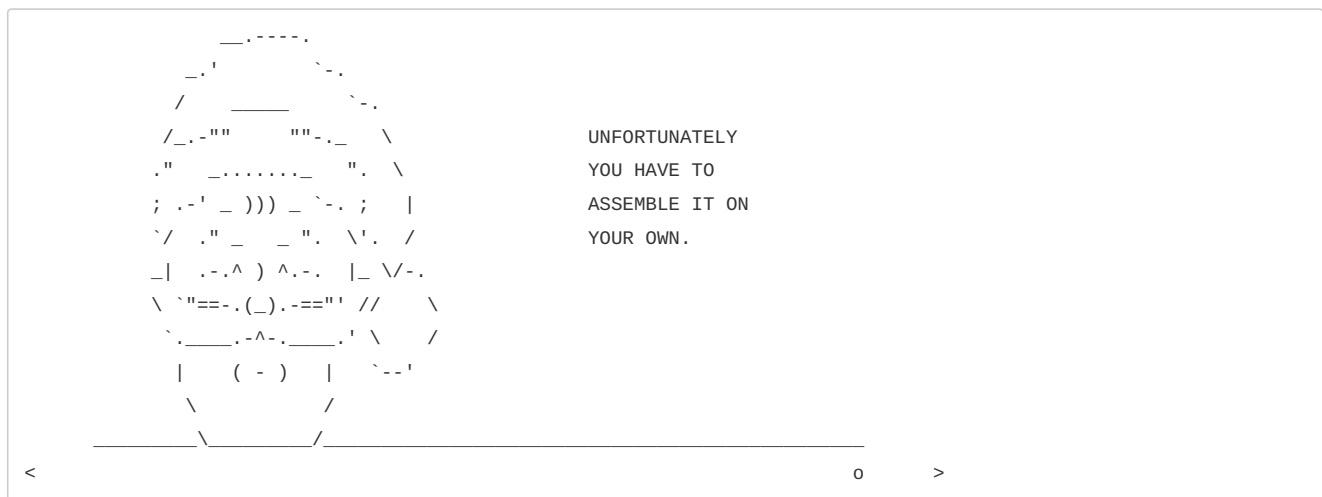 UNFORTUNATELY
YOU HAVE TO
ASSEMBLE IT ON
YOUR OWN.